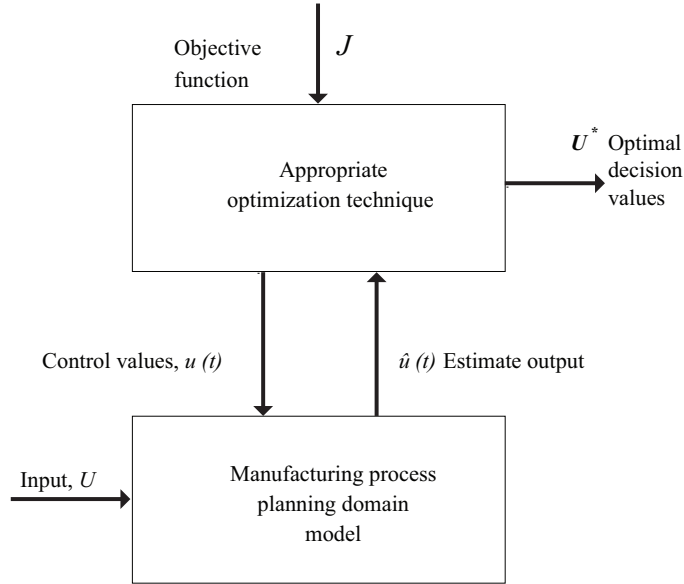 Objective
function
J
Appropriate
optimization technique
U* Optimal
decision
values
Control values, u (t)
û (t) Estimate output
Input, U
Manufacturing process
planning domain
model